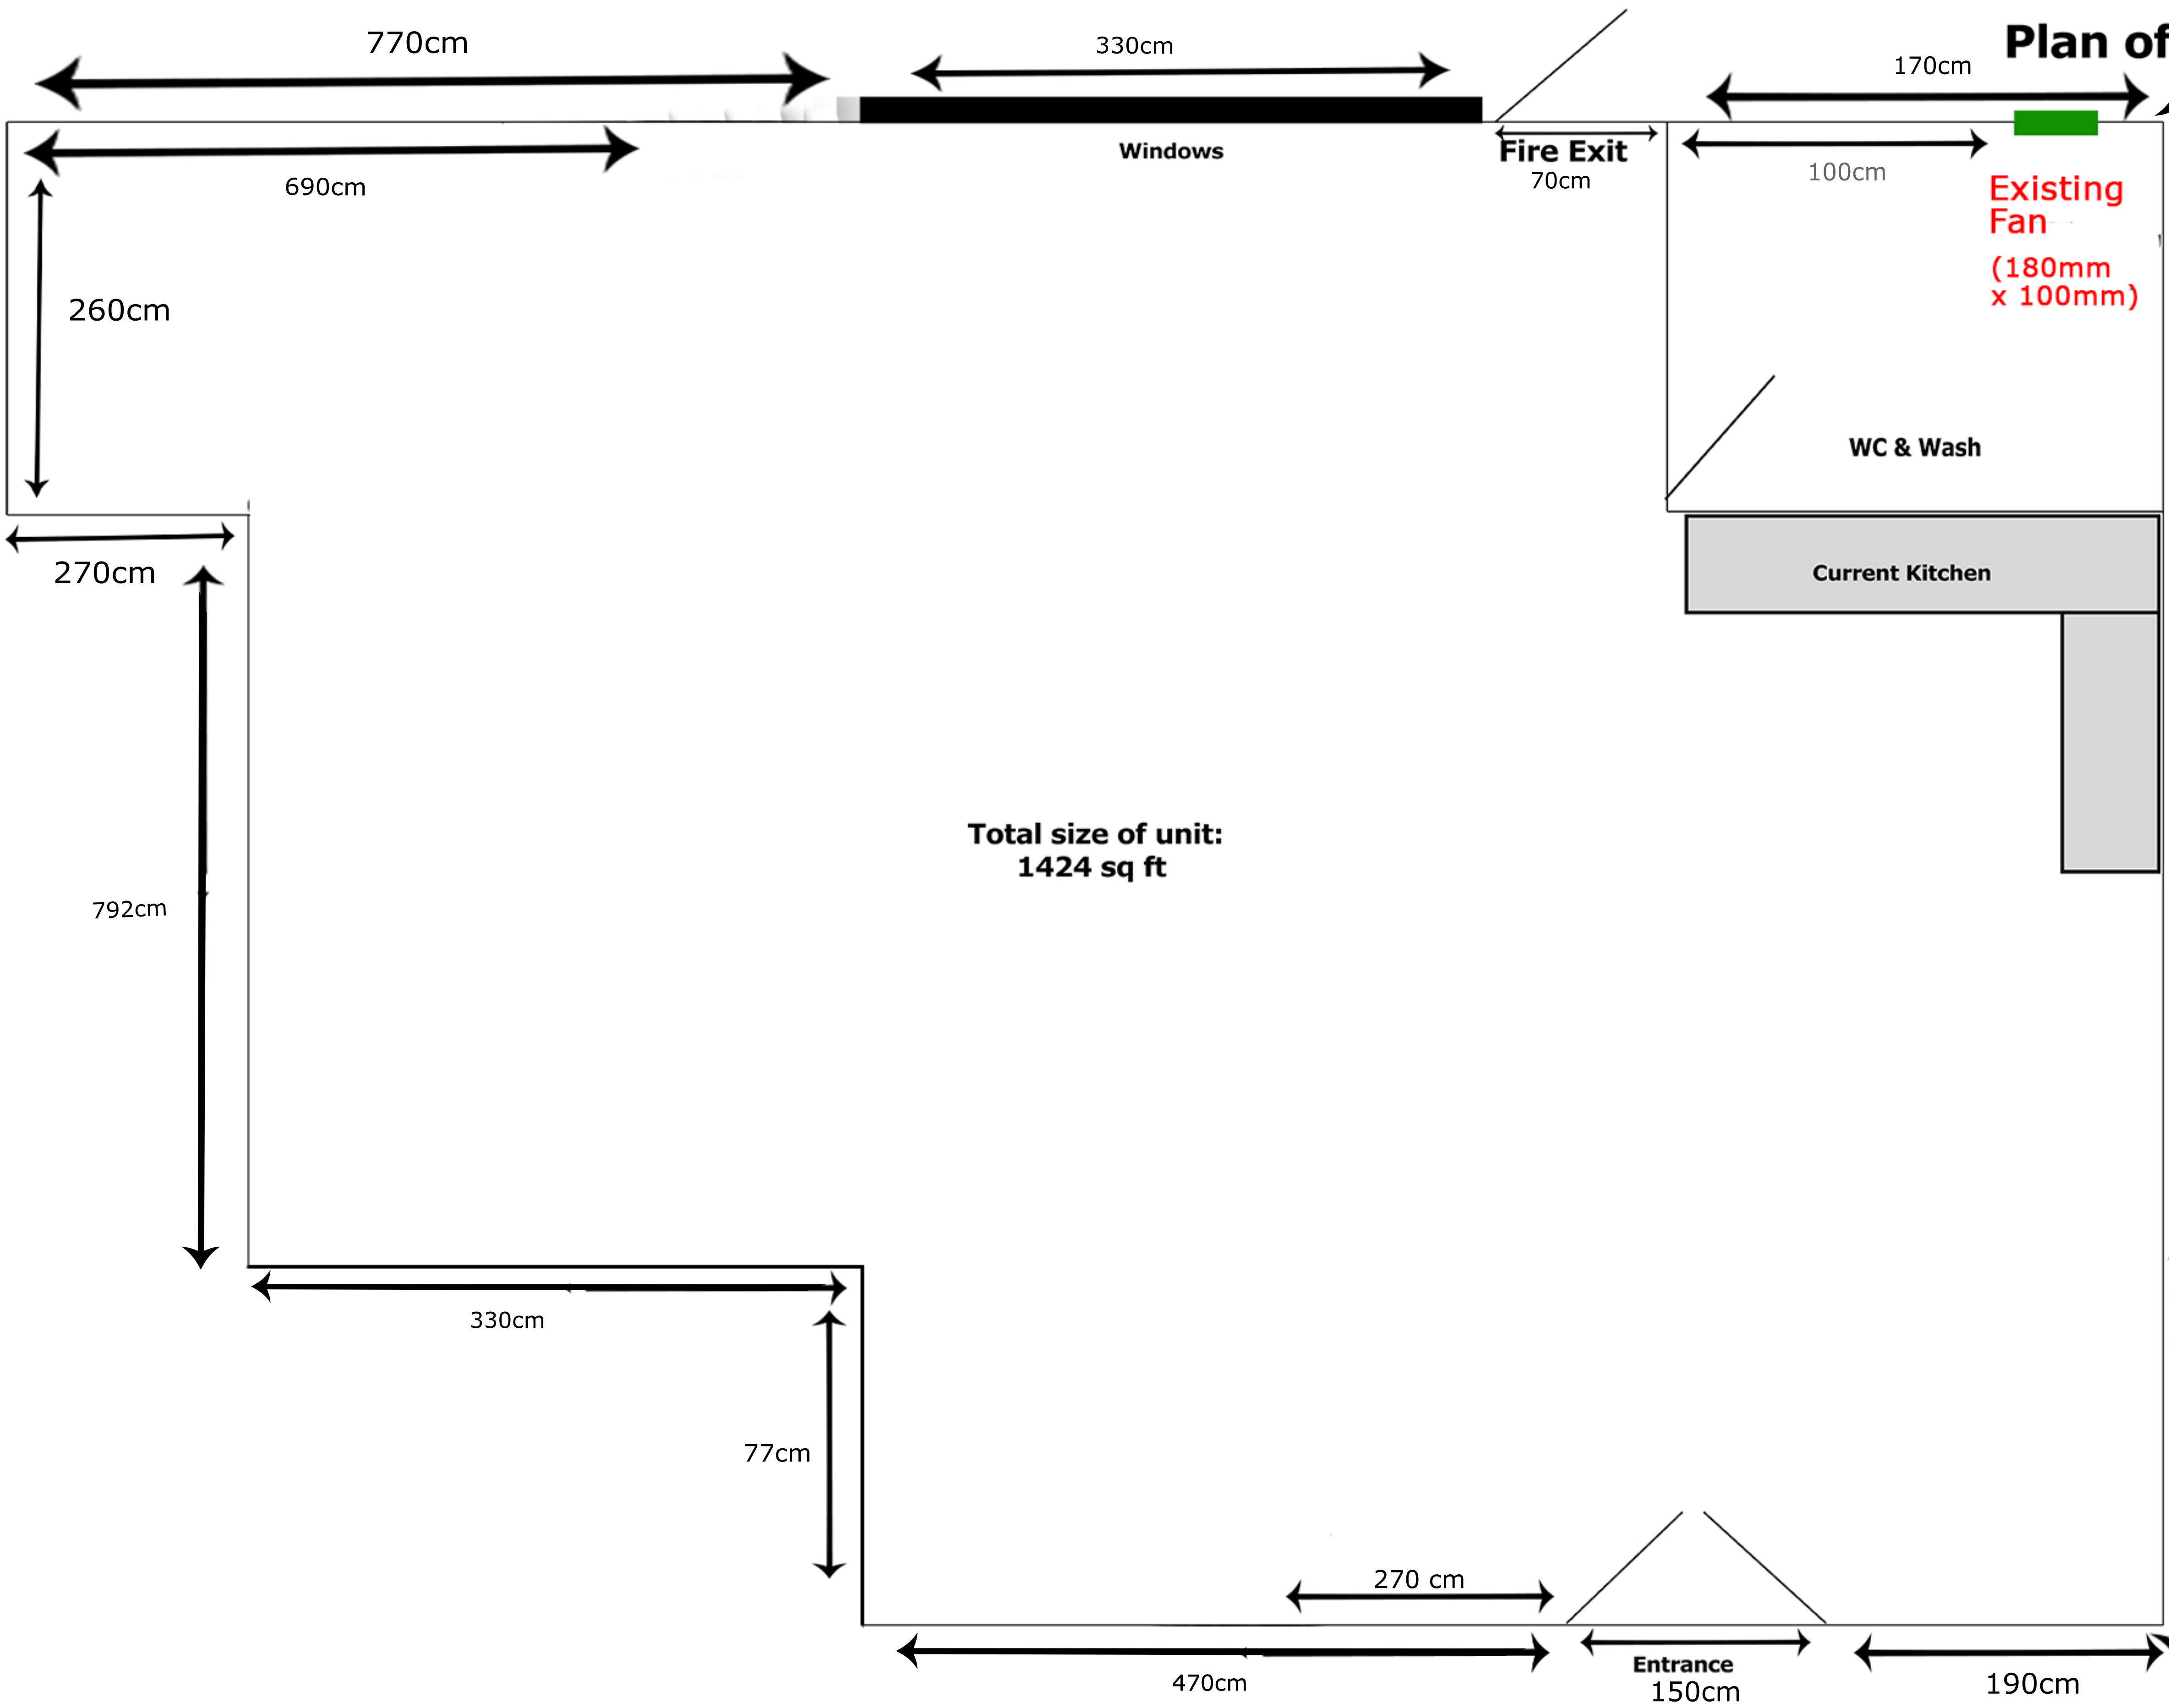 Plan of
770cm
330cm
170cm
Windows
Fire Exit
70cm
100cm
690cm
Existing
Fan
(180mm
x 100mm)
260cm
WC & Wash
270cm
Current Kitchen
Total size of unit:
1424 sq ft
792cm
330cm
77cm
270 cm
470cm
Entrance
150cm
190cm